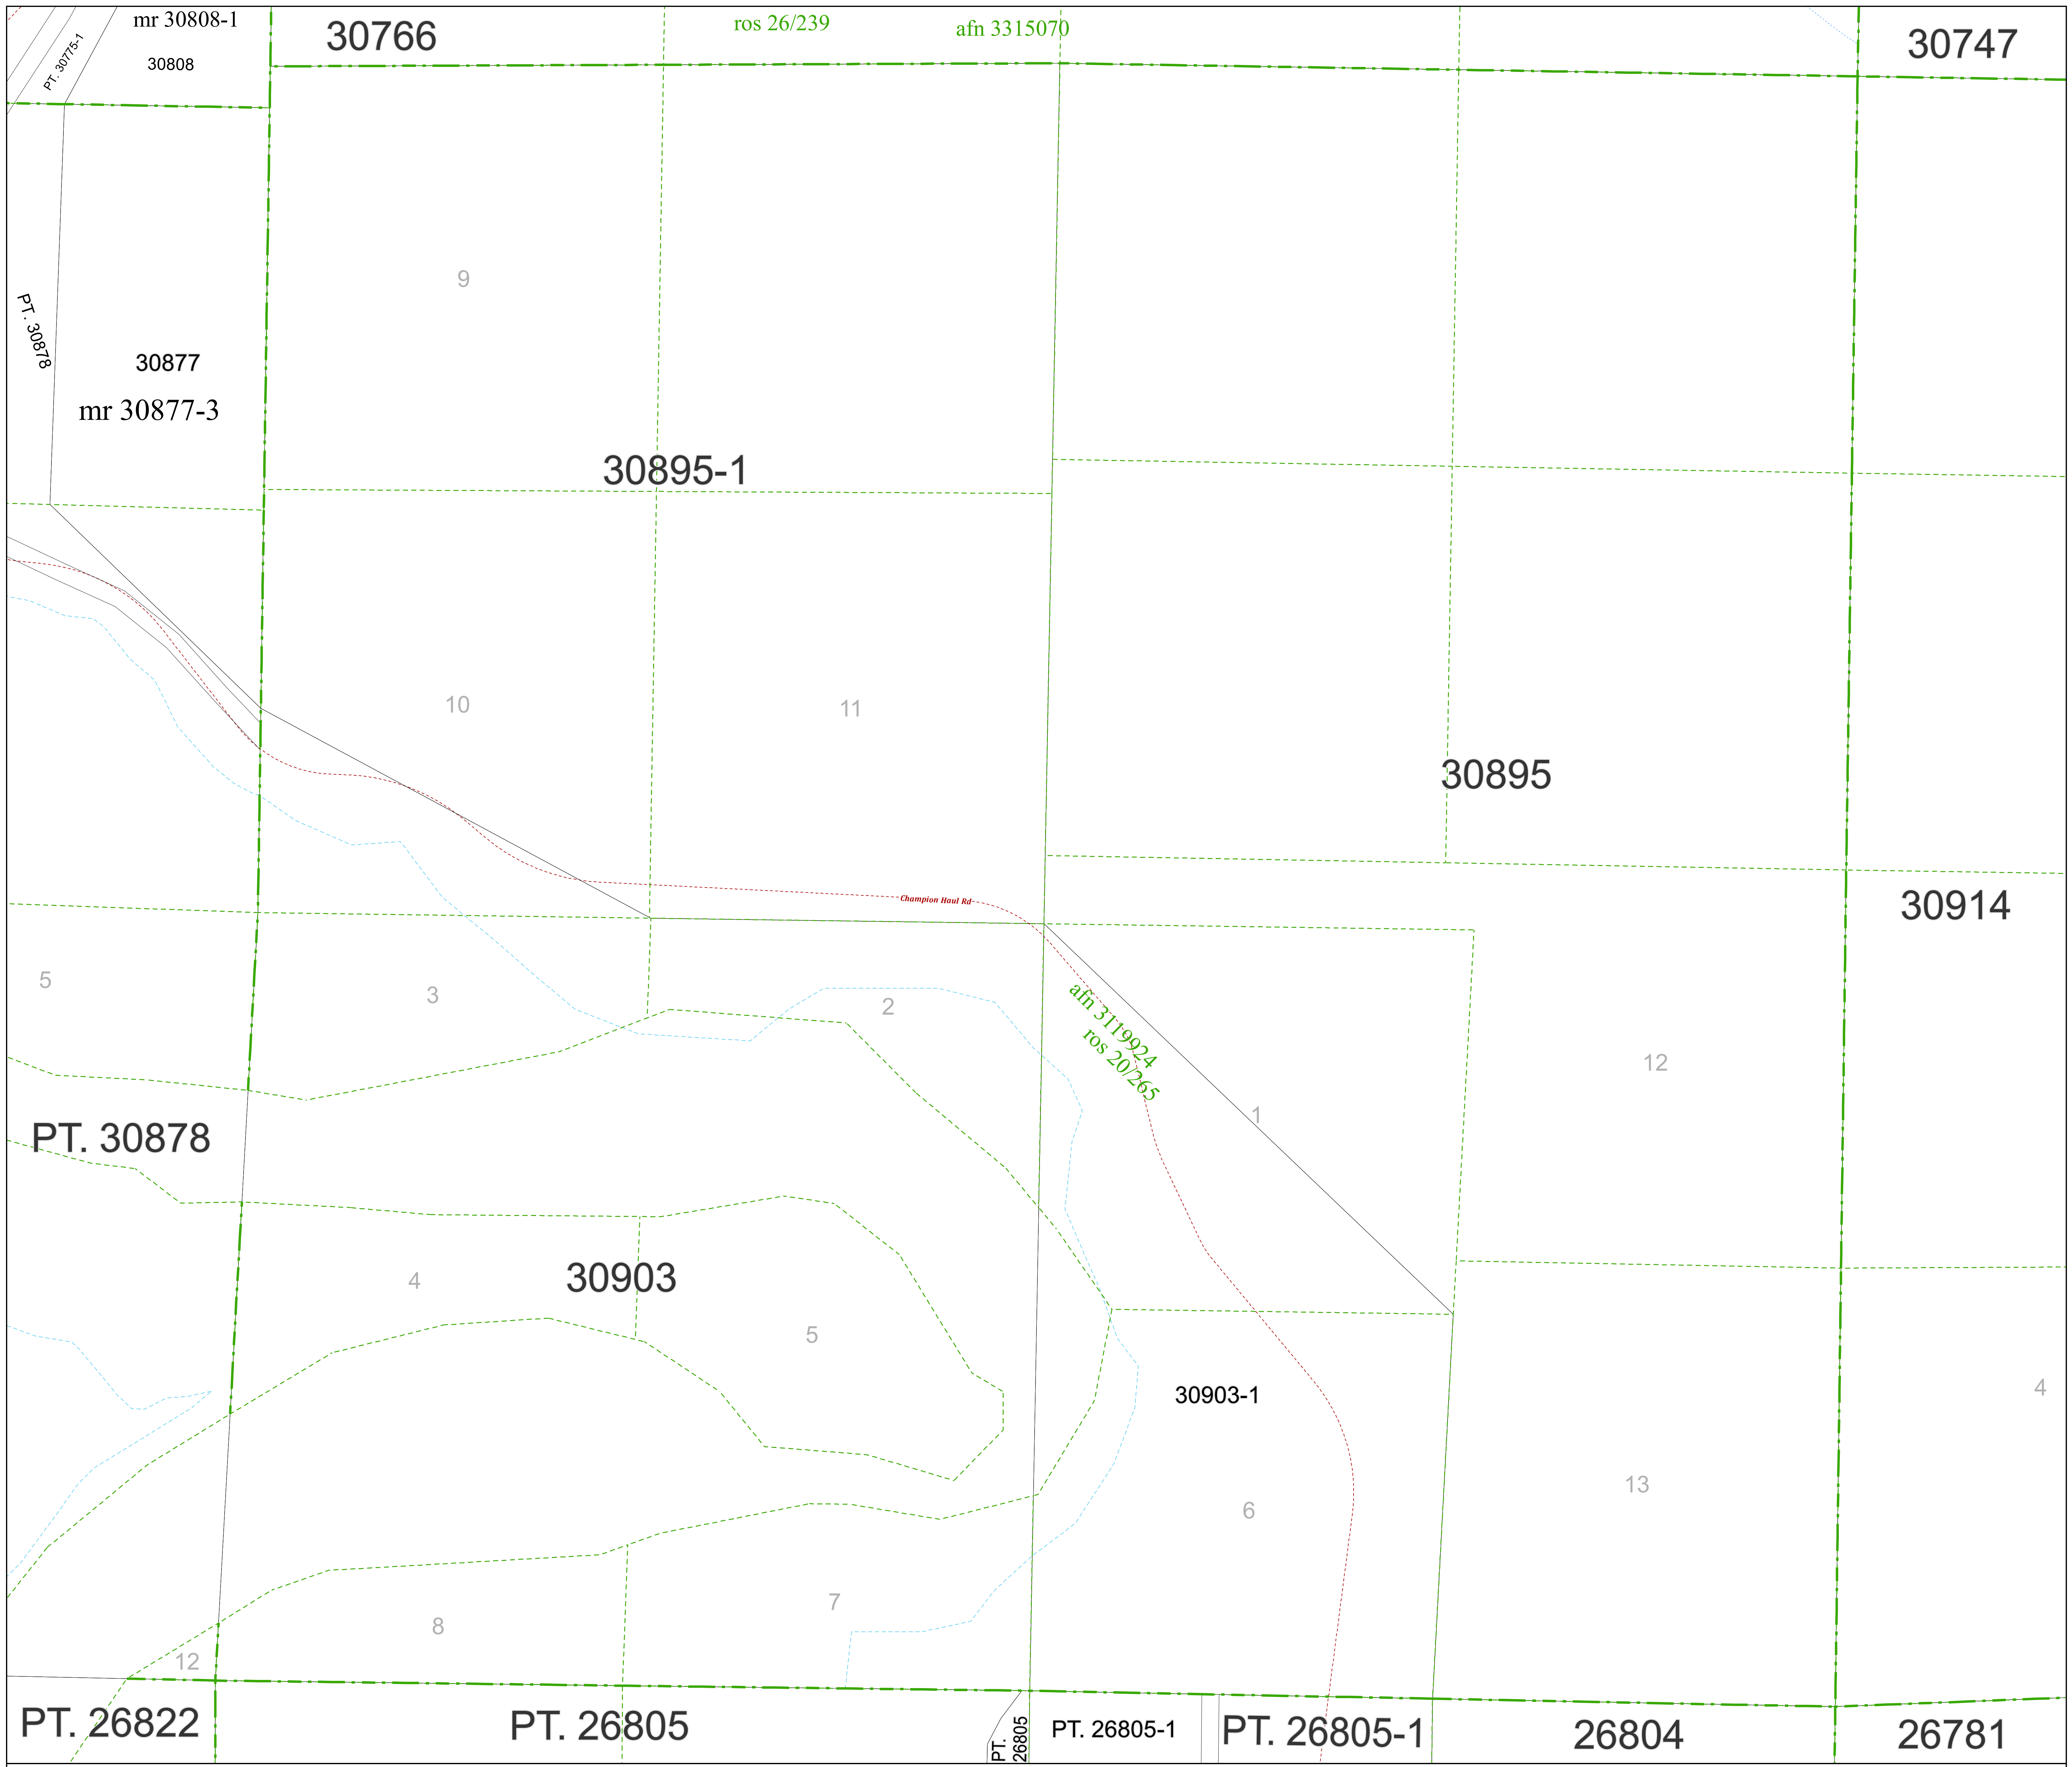 mr 30808-1
30766
ros 26/239
afn 3315070
30747
PT. 30775-1
30808
9
PT. 30878
30877
mr 30877-3
30895-1
10
11
30895
Champion Haul Rd
30914
5
3
2
afn 3119924
ros 20/265
12
1
PT. 30878
4
30903
5
30903-1
4
13
6
7
8
12
PT. 26822
PT. 26805
PT.
26805
PT. 26805-1
PT. 26805-1
26804
26781